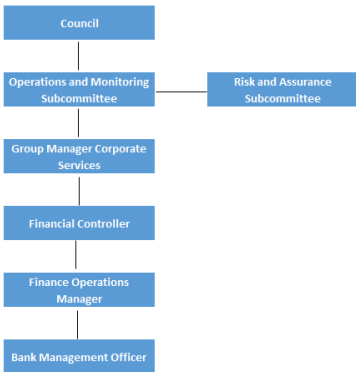 Council
Operations and Monitoring
Subcommittee
Risk and Assurance
Subcommittee
Group Manager Corporate
Services
Financial Controller
Finance Operations
Manager
Bank Management Officer